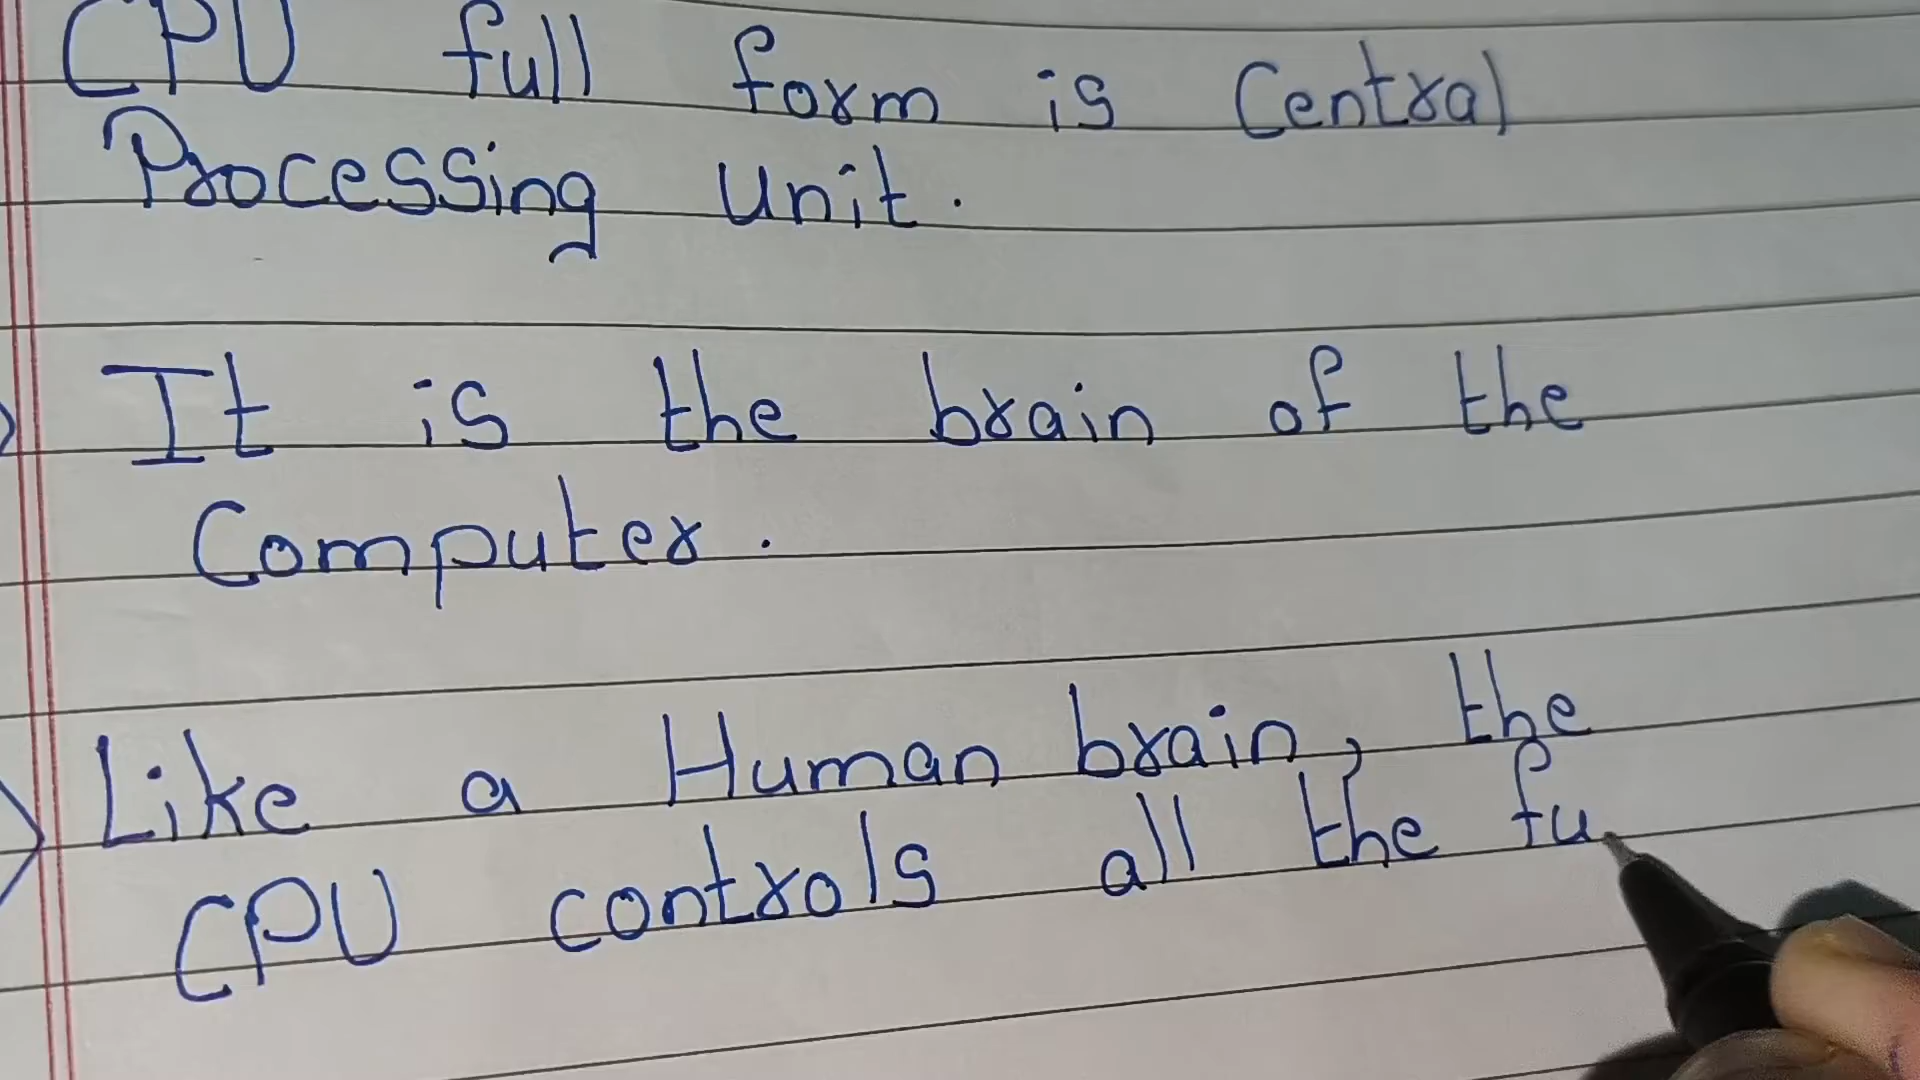 CPU full form is Central
Processing unit.
It is the brain of the
Computer.
Like a Human brain, the
CPU controls all the fu